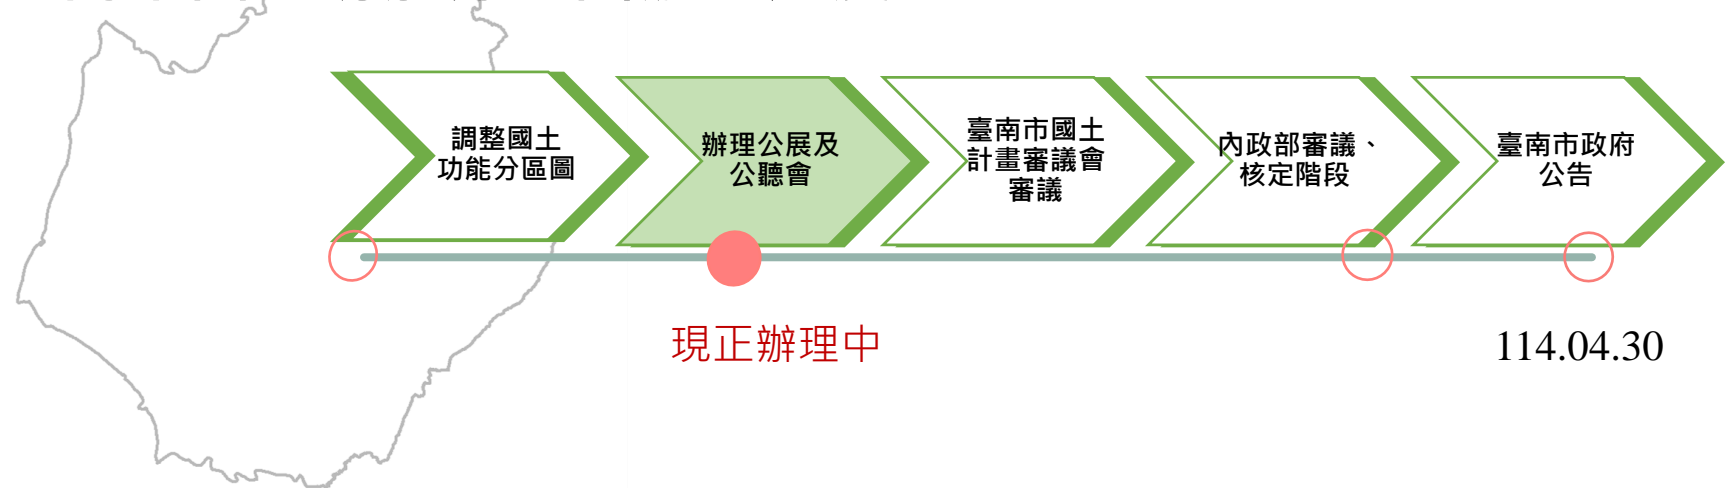 調整國土
功能分區圖
辦理公展及
公聽會
臺南市國土
計畫審議會
審議
內政部審議、
核定階段
臺南市政府
公告
現正辦理中
114.04.30